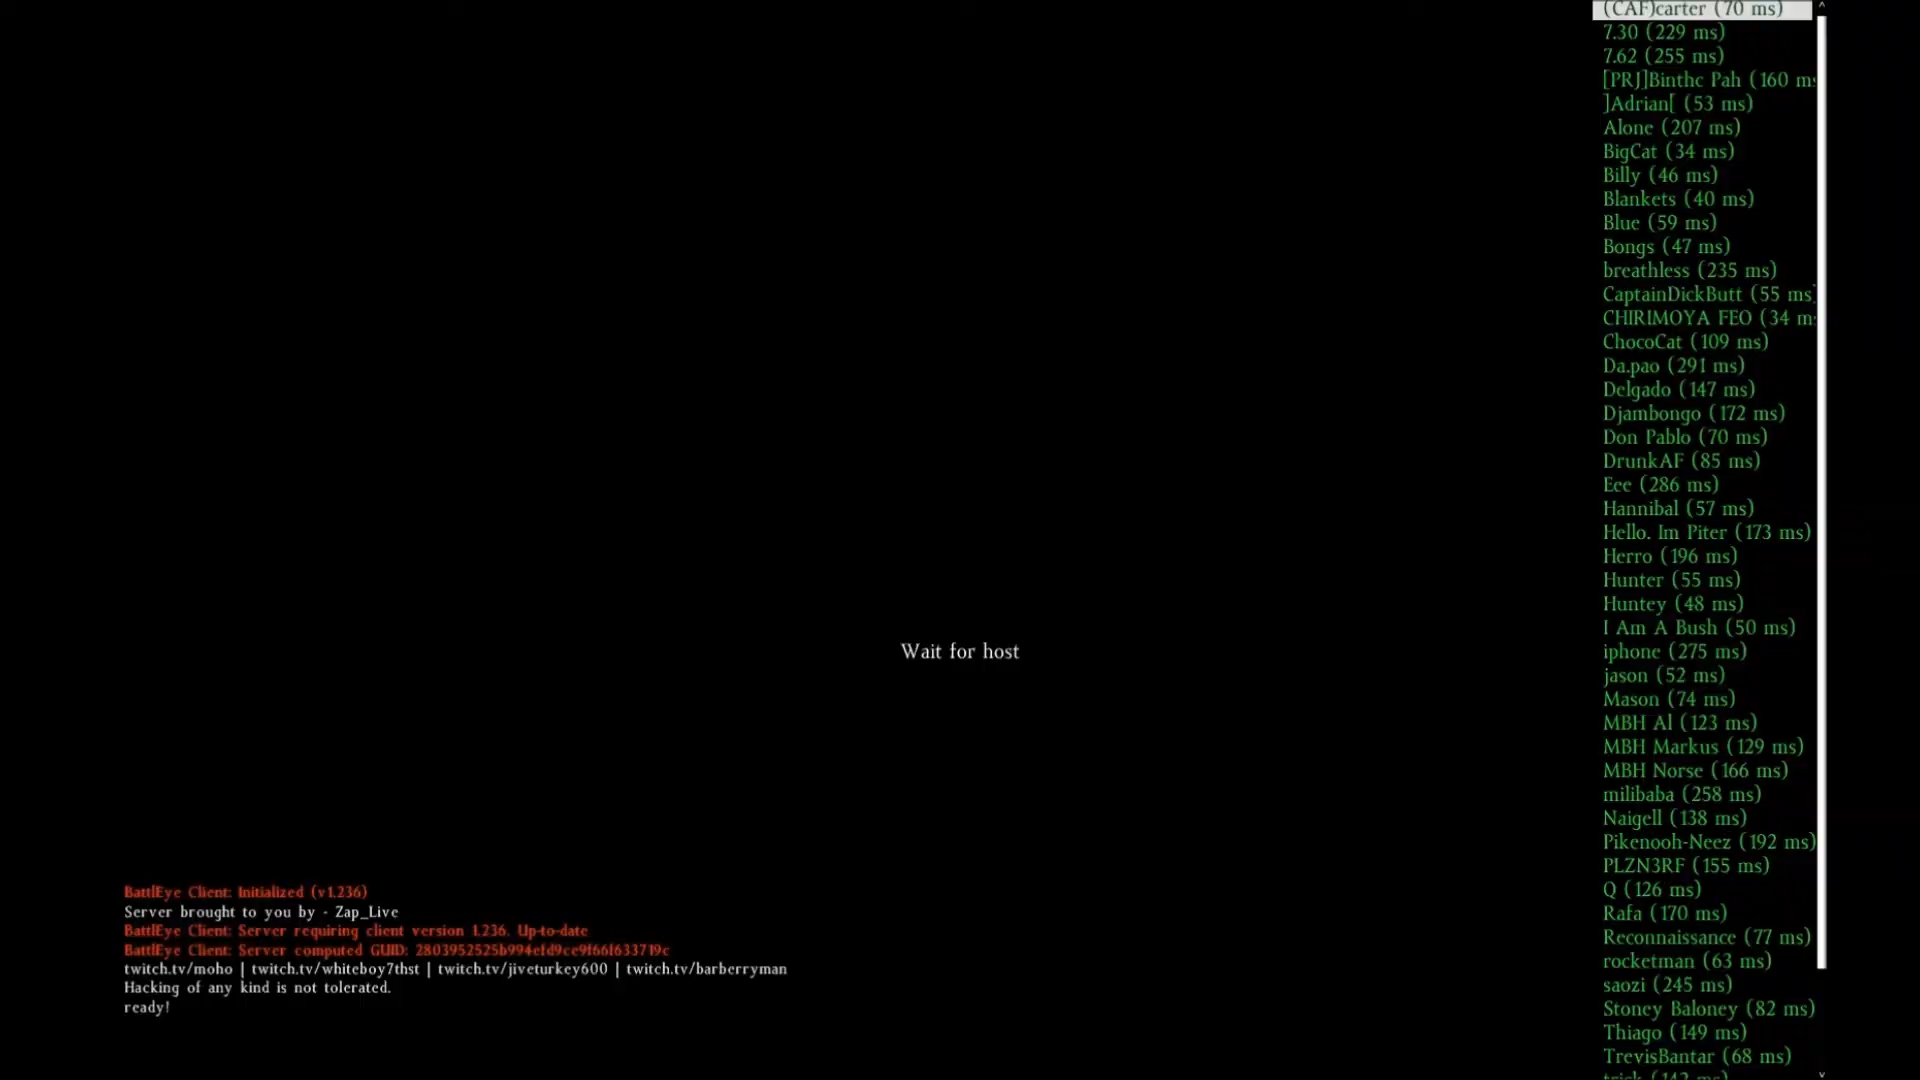 (CAF)carter (70 ms)
7.30 (229 ms)
7.62 (255 ms)
[PRJ]Binthc Pah (160 ms
]Adrian[ (53 ms)
Alone (207 ms)
BigCat (34 ms)
Billy (46 ms)
Blankets (40 ms)
Blue (59 ms)
Bongs (47 ms)
breathless (235 ms)
CaptainDickButt (55 ms)
CHIRIMOYA FEO (34 ms
ChocoCat (109 ms)
Da.pao (291 ms)
Delgado (147 ms)
Djambongo (172 ms)
Don Pablo (70 ms)
DrunkAF (85 ms)
Eee (286 ms)
Hannibal (57 ms)
Hello. Im Piter (173 ms)
Herro (196 ms)
Hunter (55 ms)
Huntey (48 ms)
I Am A Bush (50 ms)
iphone (275 ms)
Wait for host
jason (52 ms)
Mason (74 ms)
MBH Al (123 ms)
MBH Markus (129 ms)
MBH Norse (166 ms)
milibaba (258 ms)
Naigell (138 ms)
Pikenooh-Neez (192 ms)
PLZN3RF (155 ms)
Q (126 ms)
Rafa (170 ms)
Reconnaissance (77 ms)
rocketman (63 ms)
saozi (245 ms)
Stoney Baloney (82 ms)
Thiago (149 ms)
TrevisBantar (68 ms)
trick (142 ms)
BattlEye Client: Initialized (v1.236)
Server brought to you by - Zap_Live
BattlEye Client: Server requiring client version 1.236. Up-to-date
BattlEye Client: Server computed GUID: 2803952525b994efd9ce9f66f633719c
twitch.tv/moho | twitch.tv/whiteboy7thst | twitch.tv/jiveturkey600 | twitch.tv/barberryman
Hacking of any kind is not tolerated.
ready!